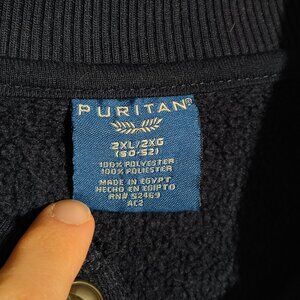 PURITAN®
2XL/2XG
(50-52)
100% POLYESTER
100% POLIESTER
MADE IN EGYPT
HECHO EN EGIPTO
RN# 52469
AC2